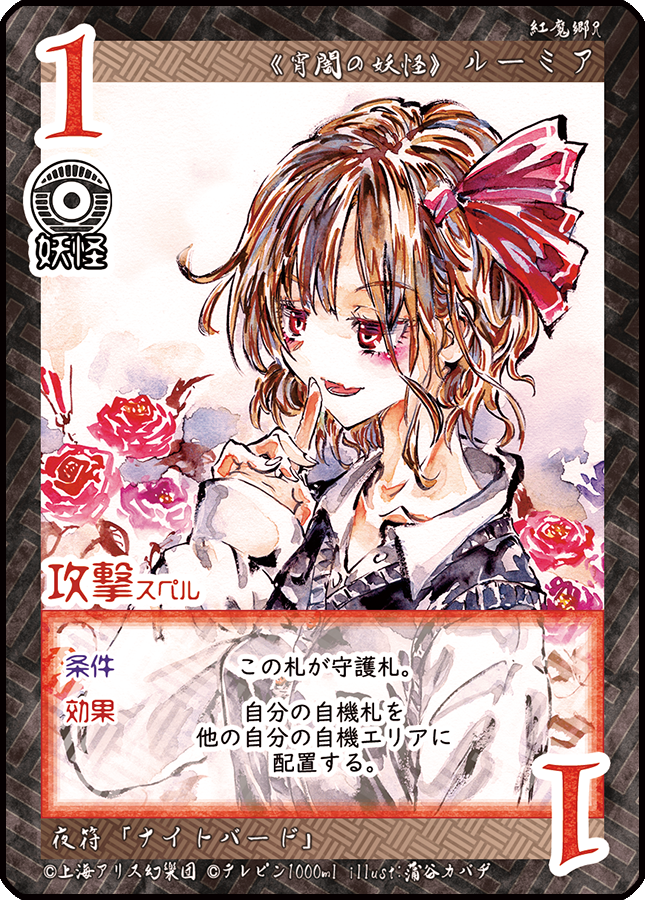 紅魔郷R
《宵闇の妖怪》ルーミア
1
妖怪
攻撃スペル
条件 この札が守護札。
効果 自分の自機札を
他の自分の自機エリアに
配置する。
1
夜符「ナイトバード」
©上海アリス幻樂団 ©テレピン1000ml illust:蒲谷カバヂ